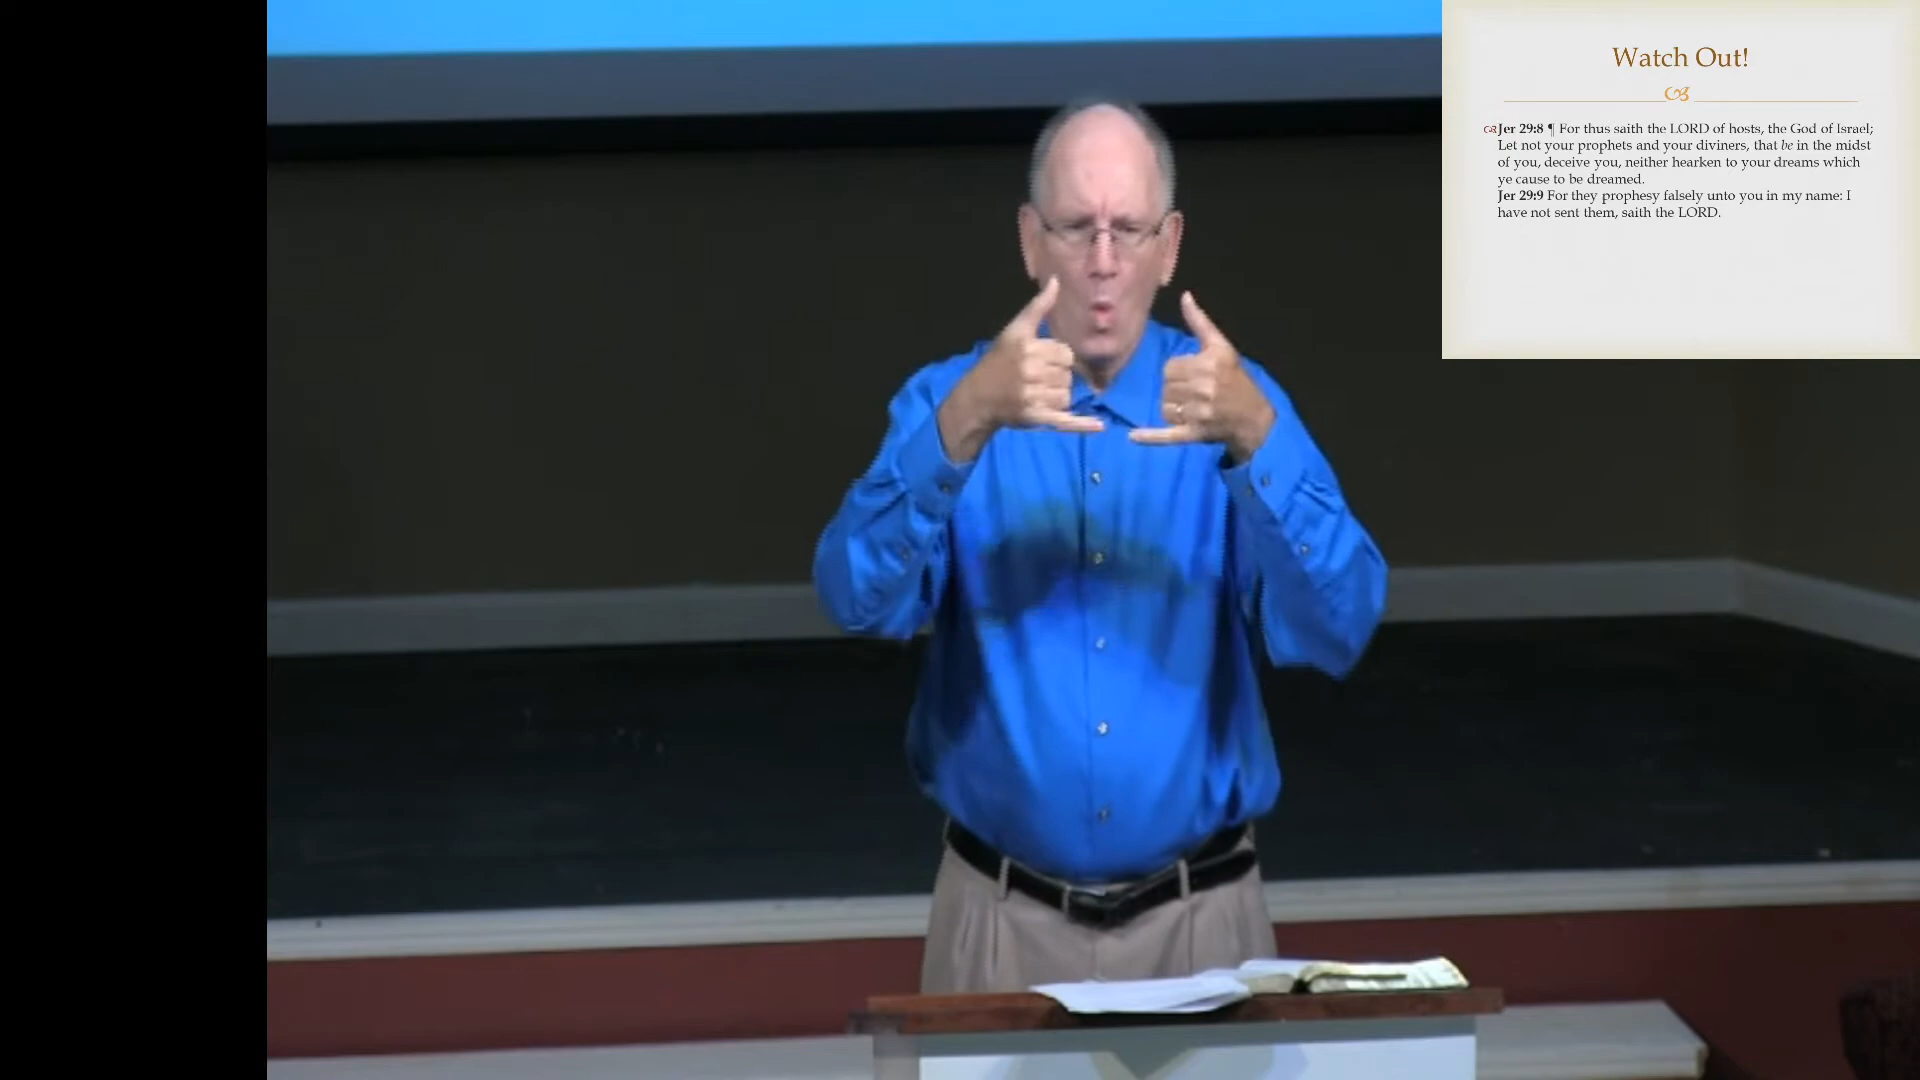 Watch Out!
Jer 29:8 ¶ For thus saith the LORD of hosts, the God of Israel;
Let not your prophets and your diviners, that be in the midst
of you, deceive you, neither hearken to your dreams which
ye cause to be dreamed.
Jer 29:9 For they prophesy falsely unto you in my name: I
have not sent them, saith the LORD.